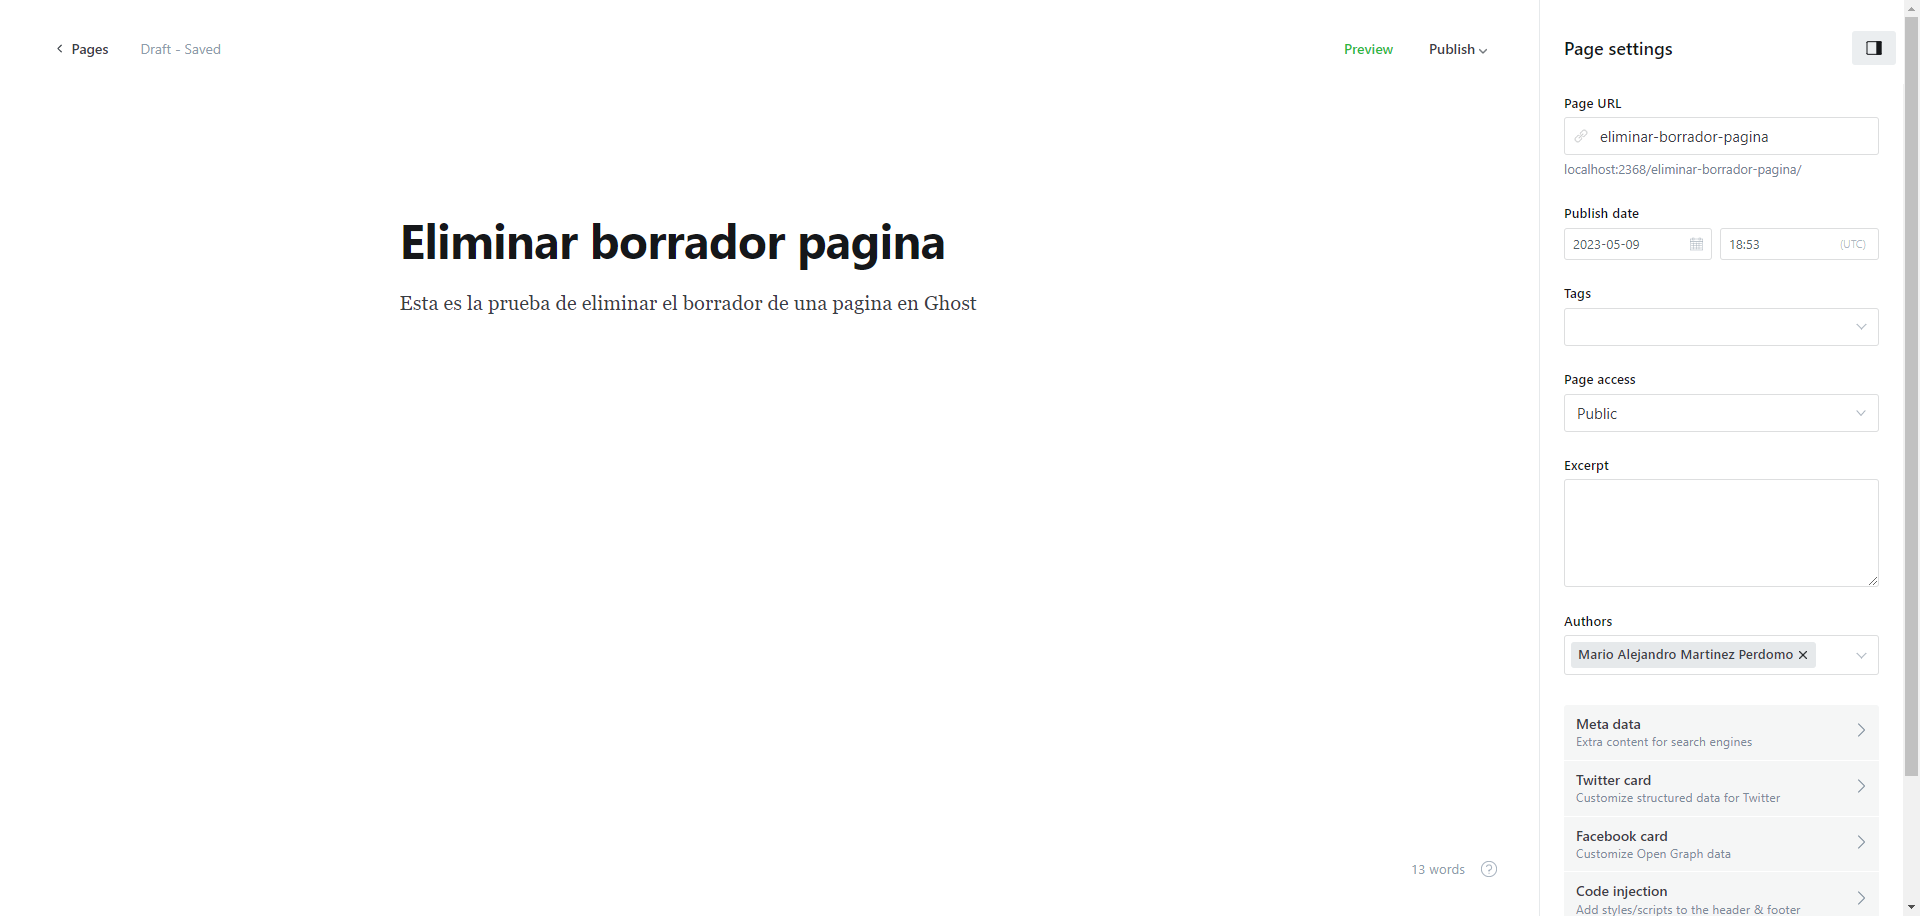 Pages
Draft - Saved
Preview
Publish
Eliminar borrador pagina
Esta es la prueba de eliminar el borrador de una pagina en Ghost
13 words
?
Page settings
Page URL
eliminar-borrador-pagina
localhost:2368/eliminar-borrador-pagina/
Publish date
2023-05-09
18:53
(UTC)
Tags
Page access
Public
Excerpt
Authors
Mario Alejandro Martinez Perdomo
Meta data
Extra content for search engines
Twitter card
Customize structured data for Twitter
Facebook card
Customize Open Graph data
Code injection
Add styles/scripts to the header & footer